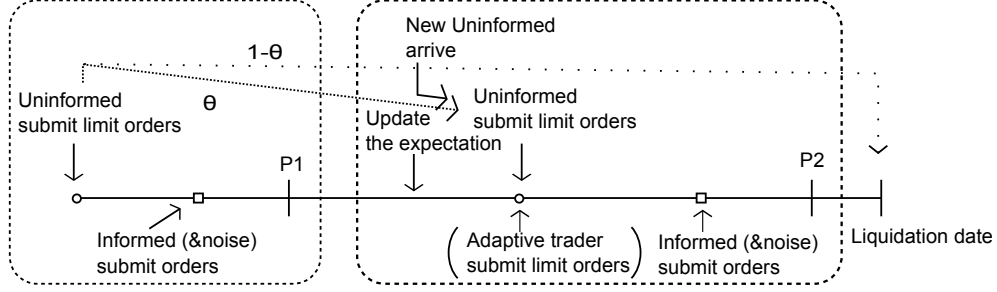 New Uninformed
arrive
1-θ
θ
Uninformed
submit limit orders
Uninformed
submit limit orders
Update
the expectation
P1
P2
Informed (&noise)
submit orders
Adaptive trader
submit limit orders
Informed (&noise)
submit orders
Liquidation date